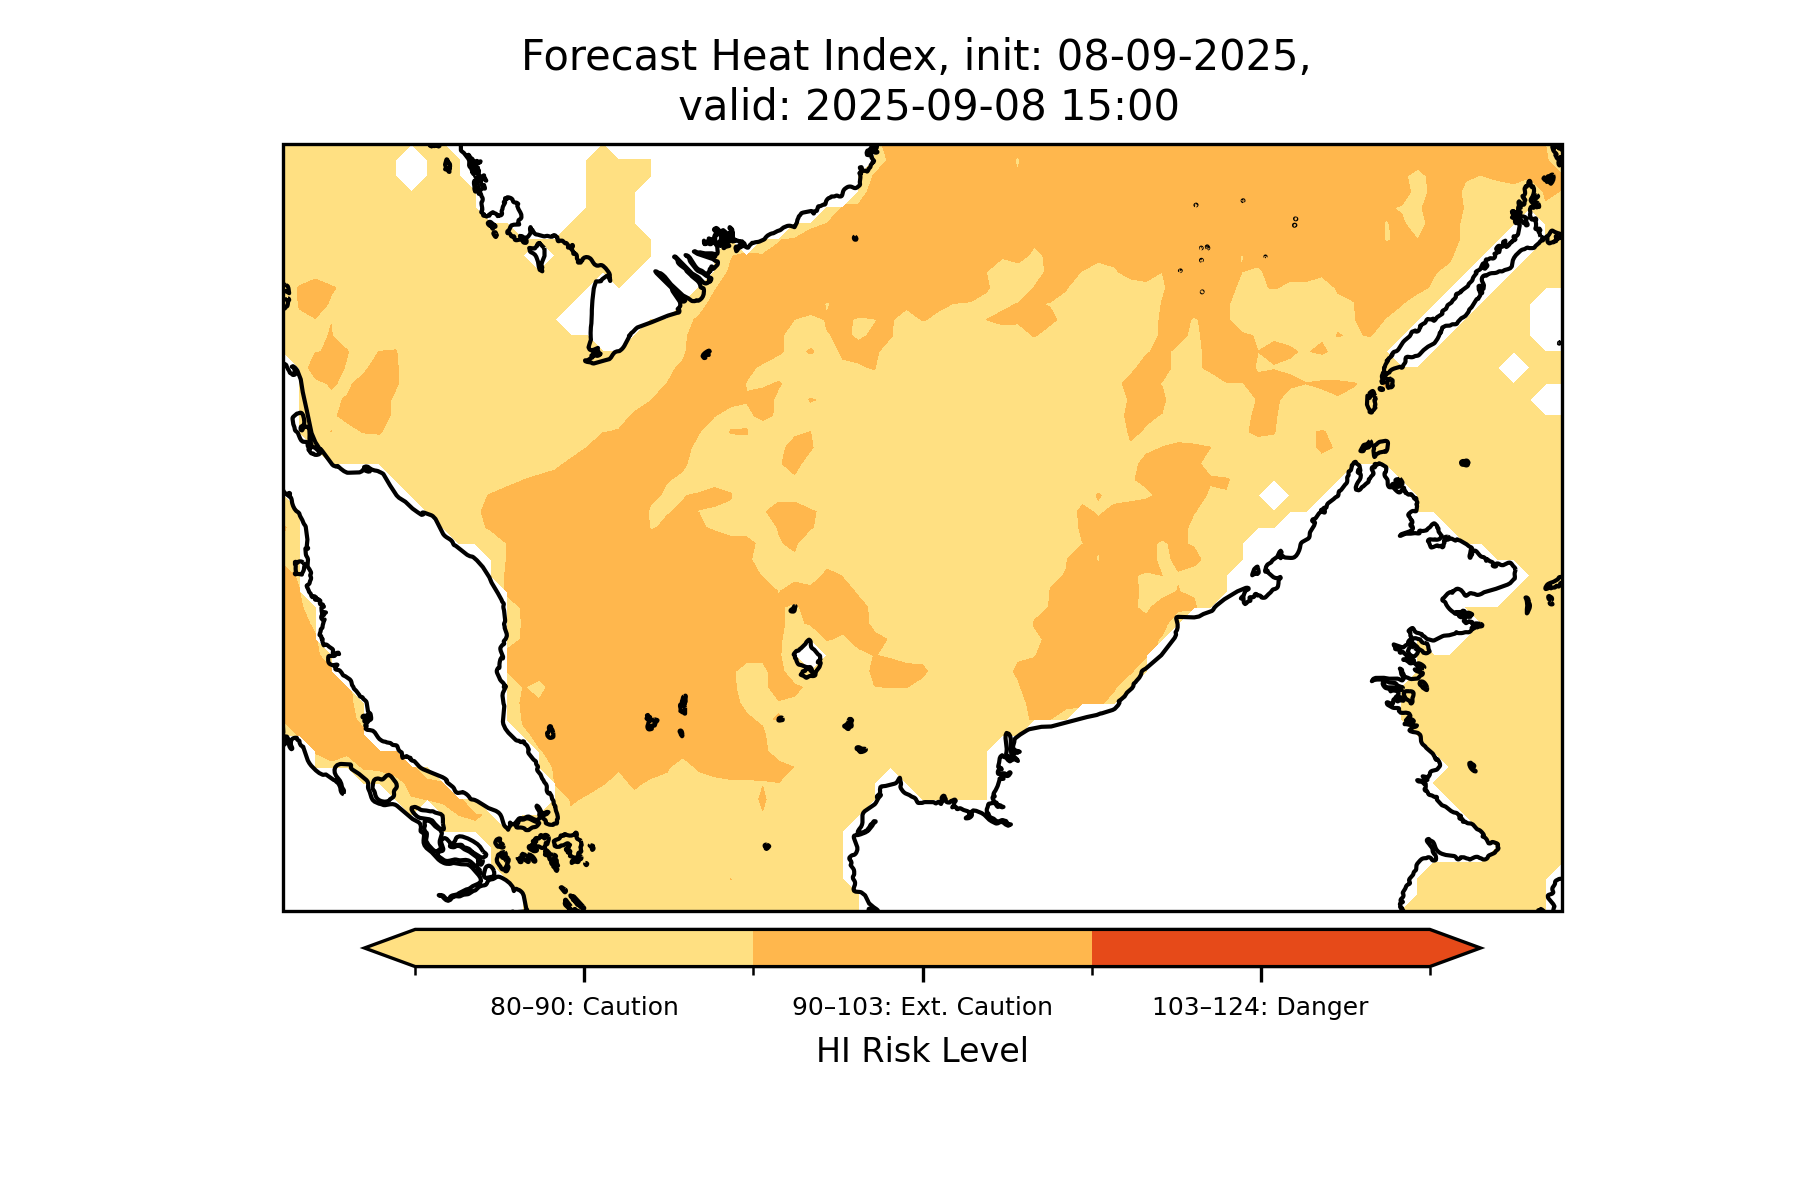 Forecast Heat Index, init: 08-09-2025,
valid: 2025-09-08 15:00
80–90: Caution
90–103: Ext. Caution
103–124: Danger
HI Risk Level